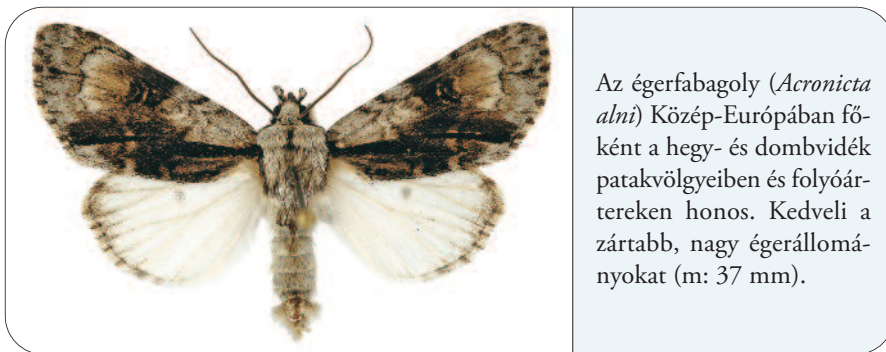 Az égerfabagoly (Acronicta
alni) Közép-Európában fő-
ként a hegy- és dombvidék
patakvölgyeiben és folyóár-
tereken honos. Kedveli a
zártabb, nagy égerállomá-
nyokat (m: 37 mm).